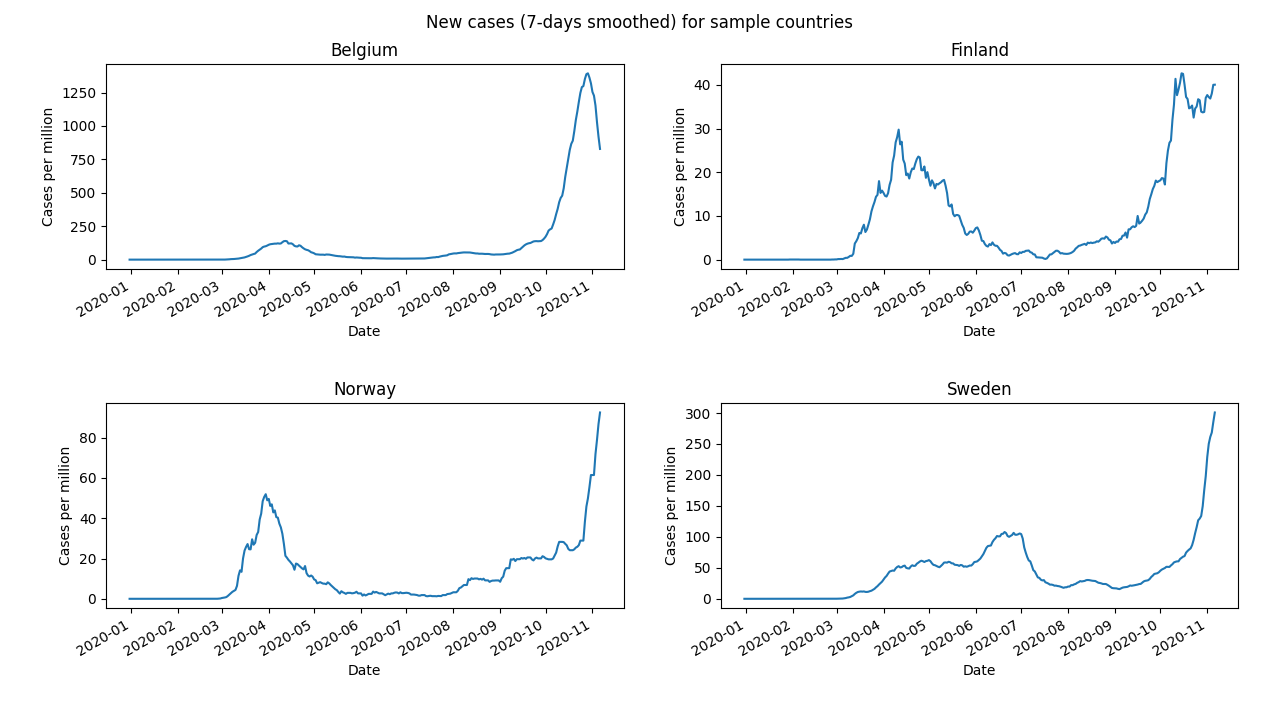 New cases (7-days smoothed) for sample countries
Belgium
Cases per million
1250
1000
750
500
250
0
2020-01 2020-02 2020-03 2020-04 2020-05 2020-06 2020-07 2020-08 2020-09 2020-10 2020-11
Date
Finland
Cases per million
40
30
20
10
0
2020-01 2020-02 2020-03 2020-04 2020-05 2020-06 2020-07 2020-08 2020-09 2020-10 2020-11
Date
Norway
Cases per million
80
60
40
20
0
2020-01 2020-02 2020-03 2020-04 2020-05 2020-06 2020-07 2020-08 2020-09 2020-10 2020-11
Date
Sweden
Cases per million
300
250
200
150
100
50
0
2020-01 2020-02 2020-03 2020-04 2020-05 2020-06 2020-07 2020-08 2020-09 2020-10 2020-11
Date